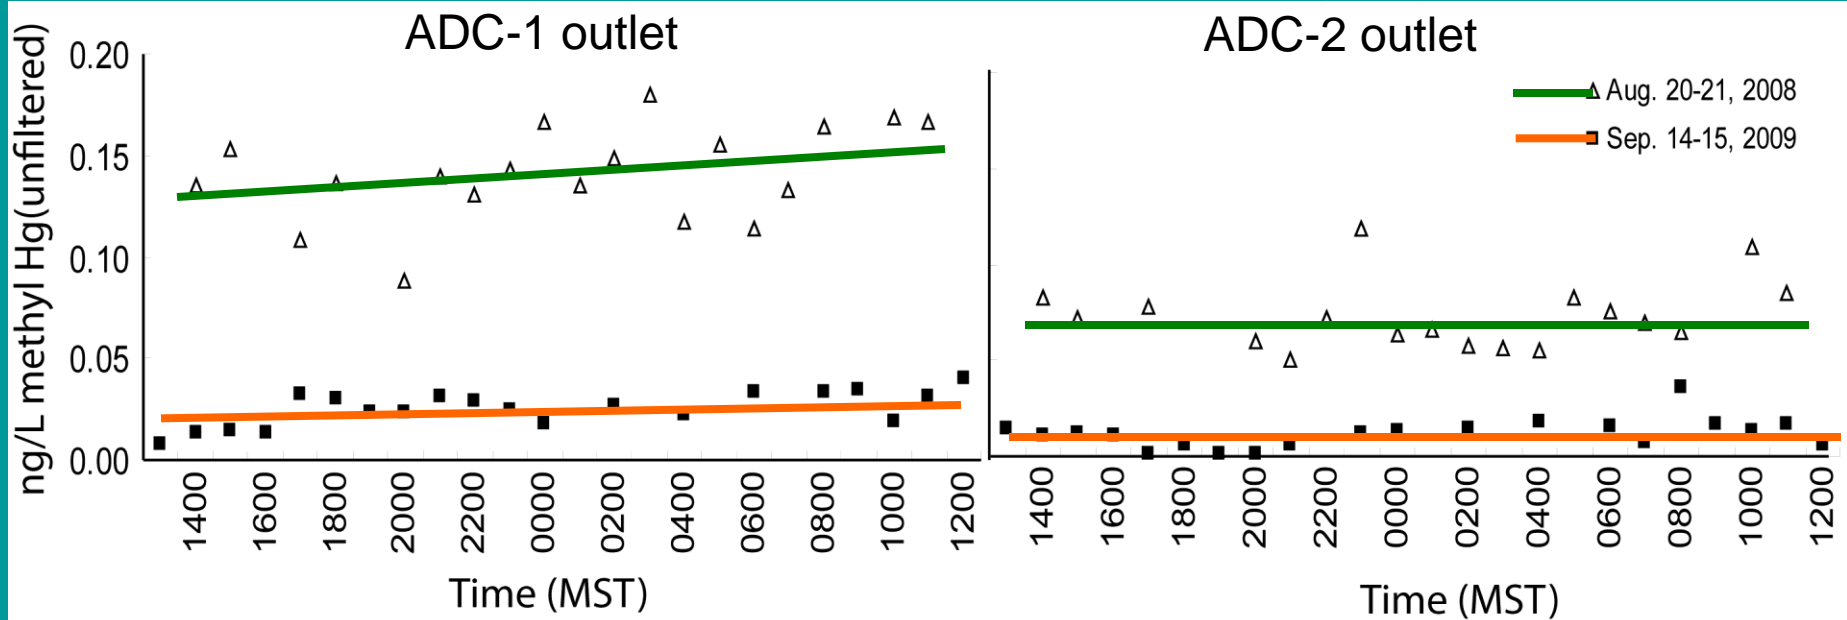 ADC-1 outlet
ADC-2 outlet
ng/L methyl Hg(unfiltered)
0.20
0.15
0.10
0.05
0.00
Aug. 20-21, 2008
Sep. 14-15, 2009
1400 1600 1800 2000 2200 0000 0200 0400 0600 0800 1000 1200
1400 1600 1800 2000 2200 0000 0200 0400 0600 0800 1000 1200
Time (MST)
Time (MST)